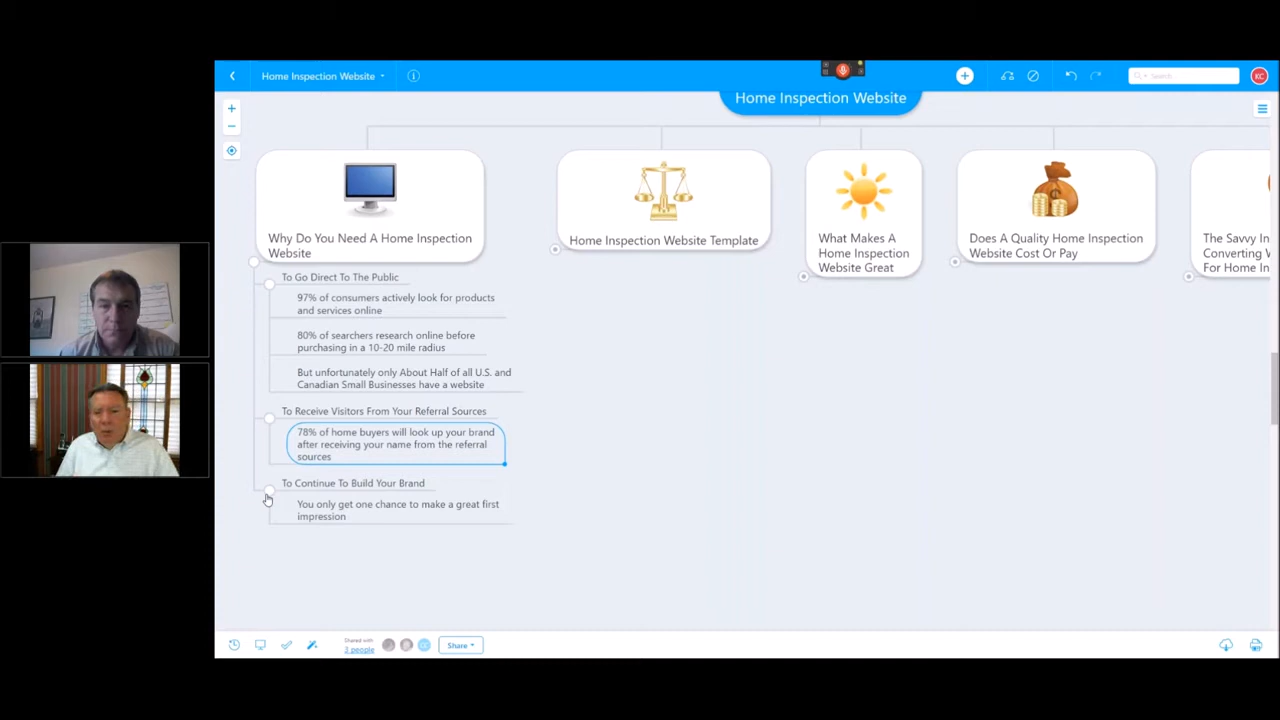 Home Inspection Website
KC
Home Inspection Website
Why Do You Need A Home Inspection
Website
Home Inspection Website Template
What Makes A
Home Inspection
Website Great
Does A Quality Home Inspection
Website Cost Or Pay
The Savvy In
Converting
For Home In
To Go Direct To The Public
97% of consumers actively look for products
and services online
80% of searchers research online before
purchasing in a 10-20 mile radius
But unfortunately only About Half of all U.S. and
Canadian Small Businesses have a website
To Receive Visitors From Your Referral Sources
78% of home buyers will look up your brand
after receiving your name from the referral
sources
To Continue To Build Your Brand
You only get one chance to make a great first
impression
Shared with
3 people
Share